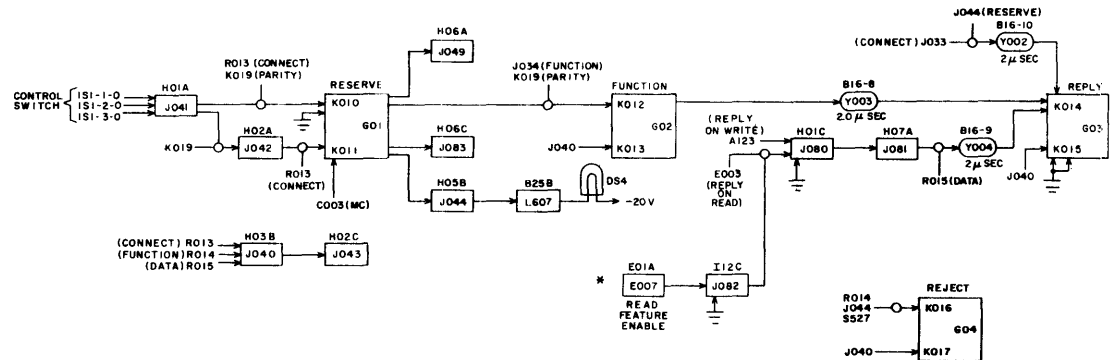 CONTROL SWITCH
ISI-1-0
ISI-2-0
ISI-3-0
H01A
J041
R013 (CONNECT)
K019 (PARITY)
K019
H02A
J042
R013
(CONNECT)
RESERVE
K010
G01
K011
C003 (MC)
H06A
J049
H06C
J083
H05B
J044
B25B
L607
DS4
-20V
J034 (FUNCTION)
K019 (PARITY)
FUNCTION
K012
G02
J040
K013
(CONNECT) R013
(FUNCTION) R014
(DATA) R015
H03B
J040
H02C
J043
J044 (RESERVE)
(CONNECT) J033
B16-10
Y002
2 μ SEC
B16-8
Y003
2.0 μ SEC
(REPLY ON WRITE)
A123
E003
(REPLY ON READ)
H01C
J080
H07A
J081
R015 (DATA)
B16-9
Y004
2 μ SEC
REPLY
K014
G03
K015
J040
*
E01A
E007
READ FEATURE ENABLE
I12C
J082
R014
J044
S527
REJECT
K016
G04
J040
K017